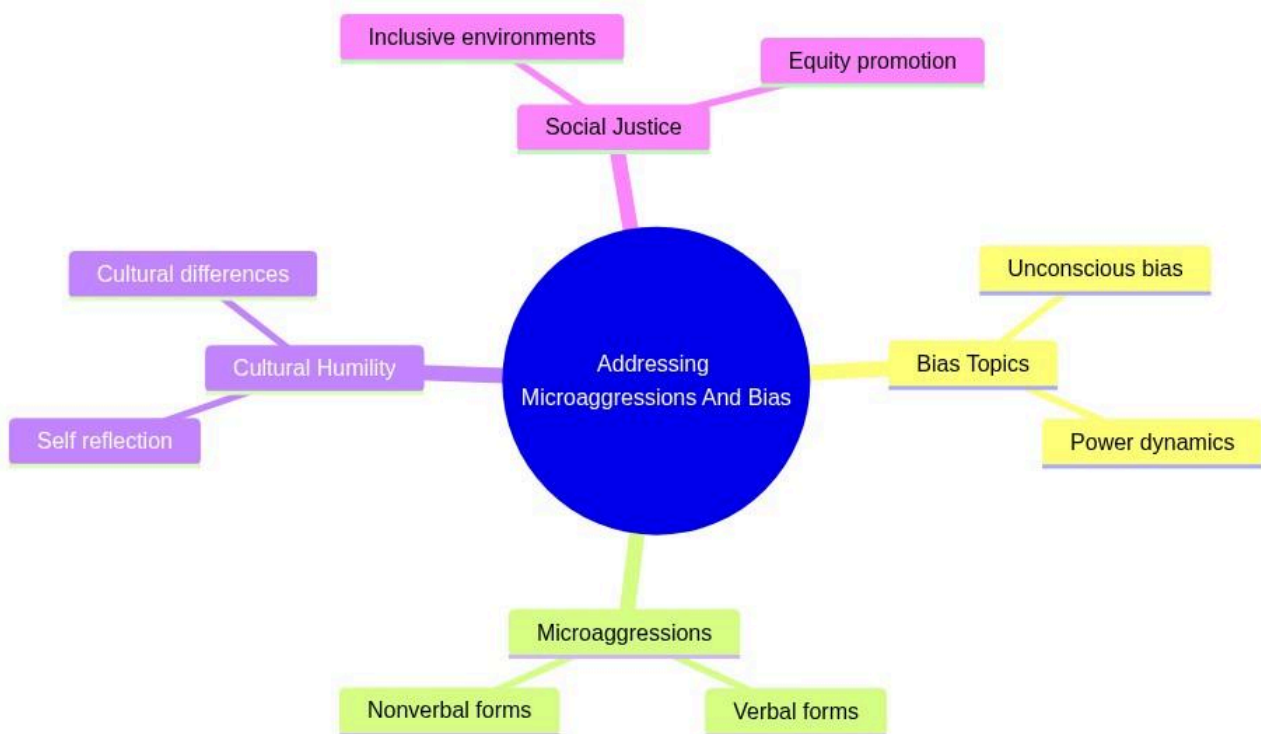 Inclusive environments
Equity promotion
Social Justice
Cultural differences
Cultural Humility
Self reflection
Addressing
Microaggressions And Bias
Unconscious bias
Bias Topics
Power dynamics
Microaggressions
Nonverbal forms
Verbal forms